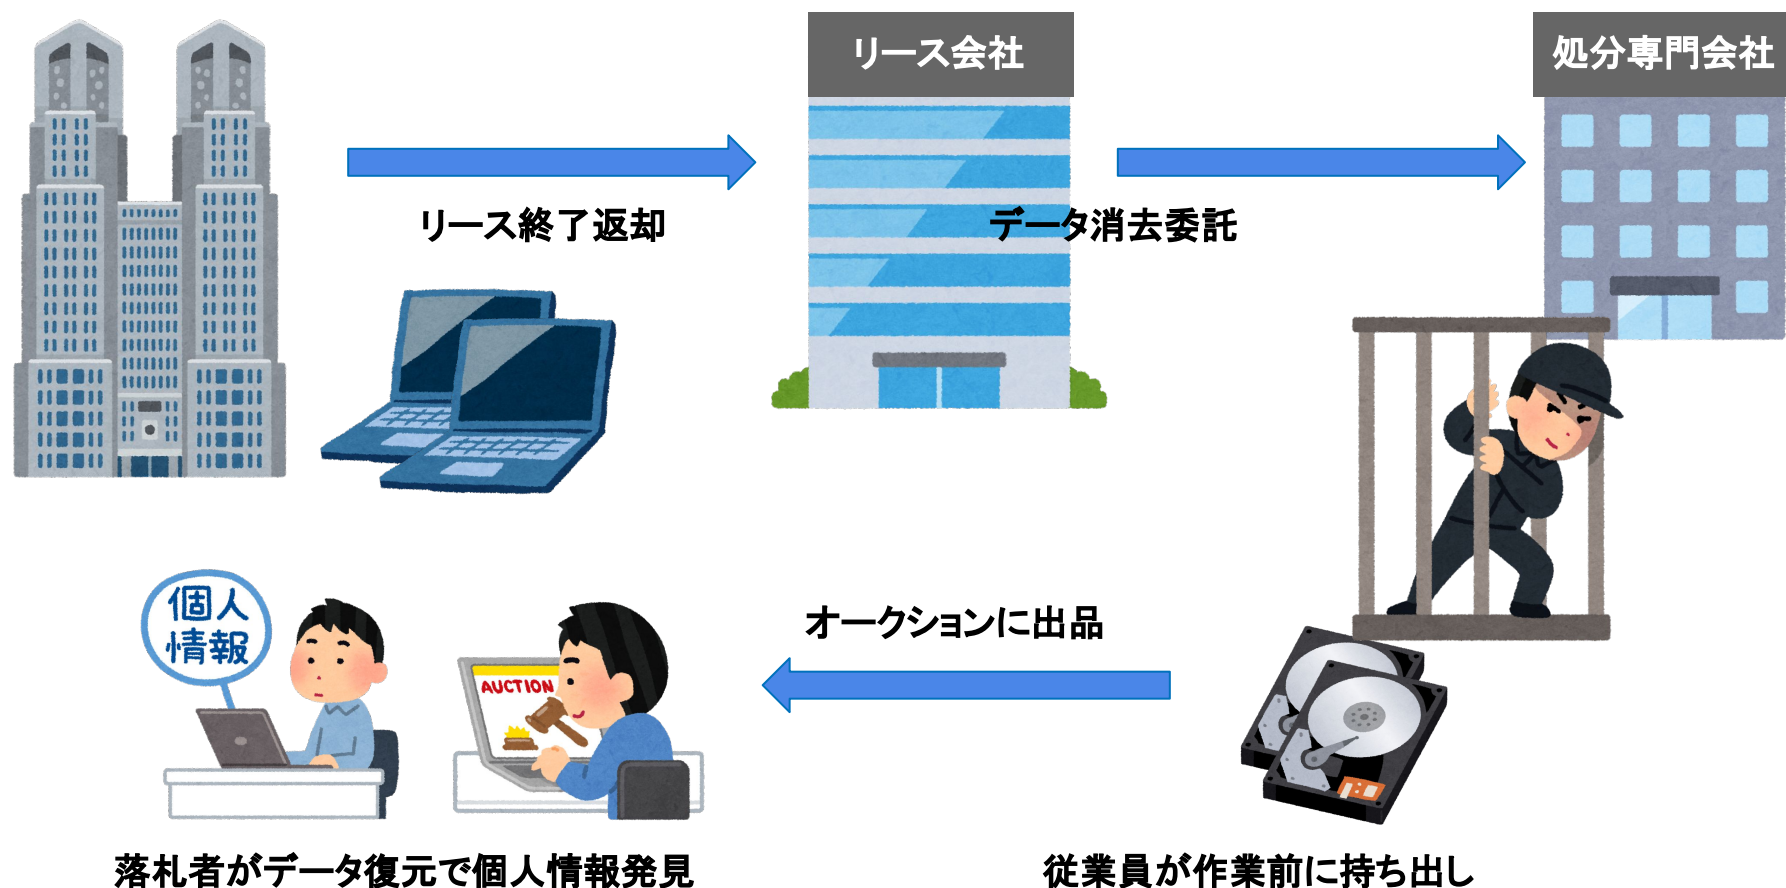 リース会社
処分専門会社
リース終了返却
データ消去委託
オークションに出品
個人
情報
AUCTION
落札者がデータ復元で個人情報発見
従業員が作業前に持ち出し